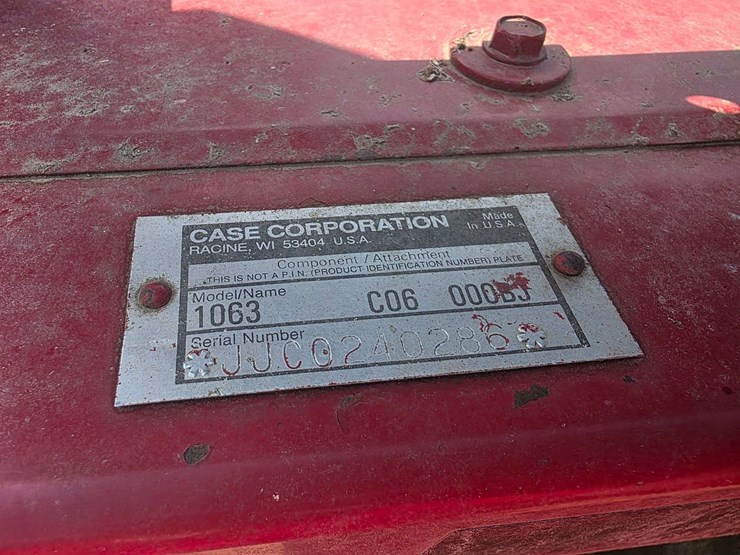 CASE CORPORATION
RACINE, WI 53404 U.S.A.
Made
In U.S.A.
Component / Attachment
THIS IS NOT A P.I.N. (PRODUCT IDENTIFICATION NUMBER) PLATE
Model/Name
1063 C06 000BJ
Serial Number
*JJC0240286*